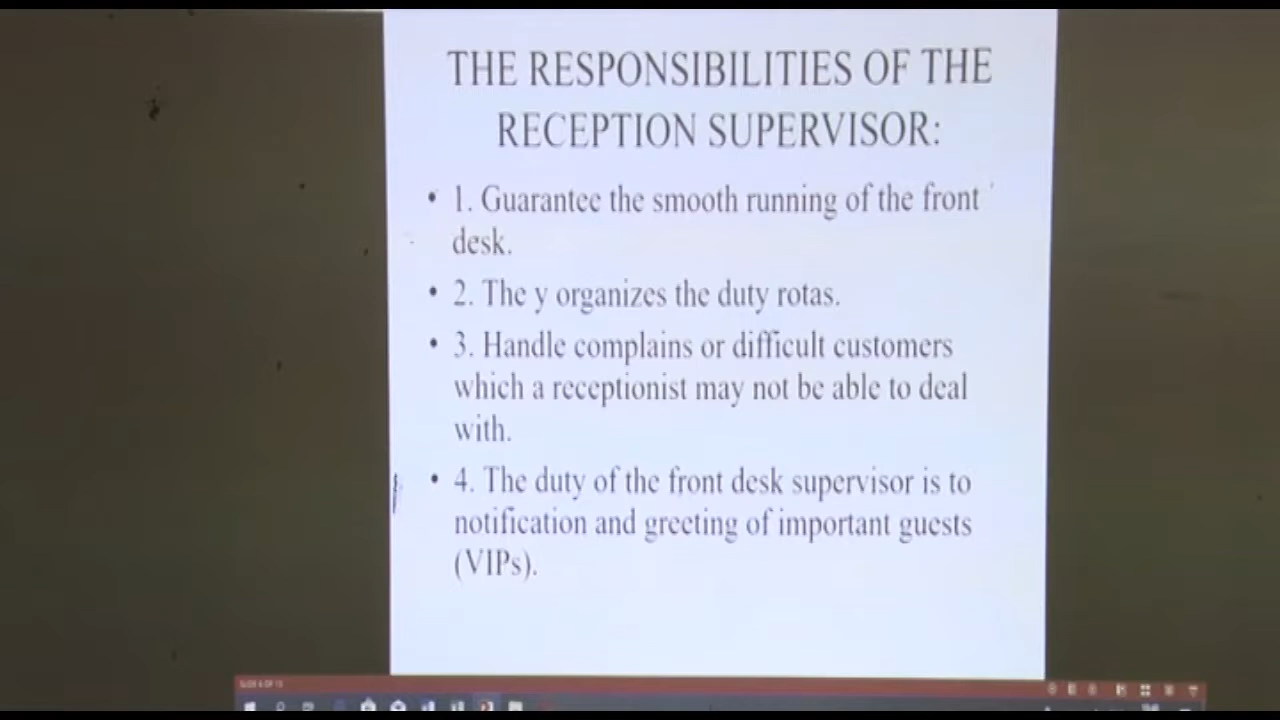 THE RESPONSIBILITIES OF THE
RECEPTION SUPERVISOR:
• 1. Guarantee the smooth running of the front
desk.
• 2. The y organizes the duty rotas.
• 3. Handle complains or difficult customers
which a receptionist may not be able to deal
with.
• 4. The duty of the front desk supervisor is to
notification and greeting of important guests
(VIPs).